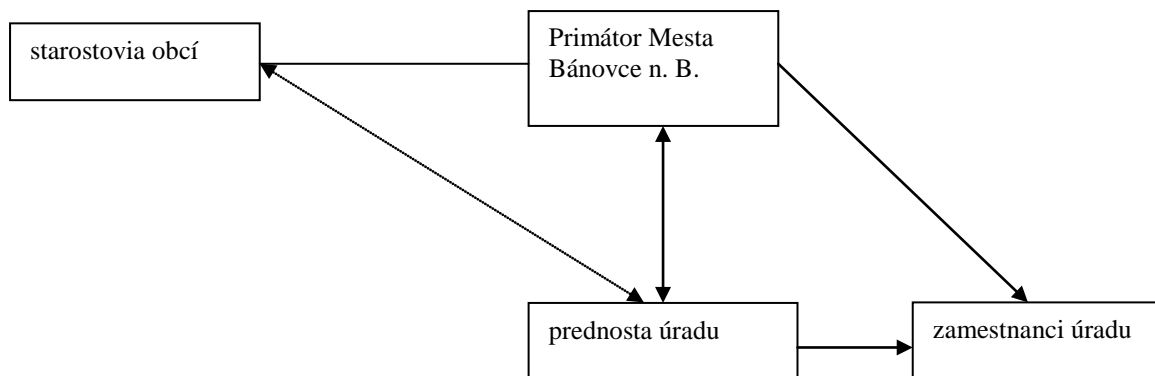 starostovia obcí
Primátor Mesta
Bánovce n. B.
prednosta úradu
zamestnanci úradu